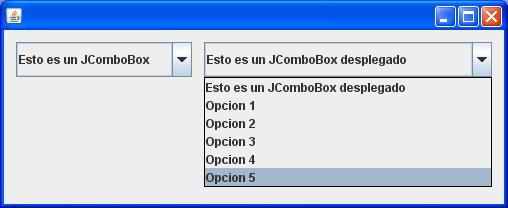 Esto es un JComboBox
Esto es un JComboBox desplegado
Esto es un JComboBox desplegado
Opcion 1
Opcion 2
Opcion 3
Opcion 4
Opcion 5